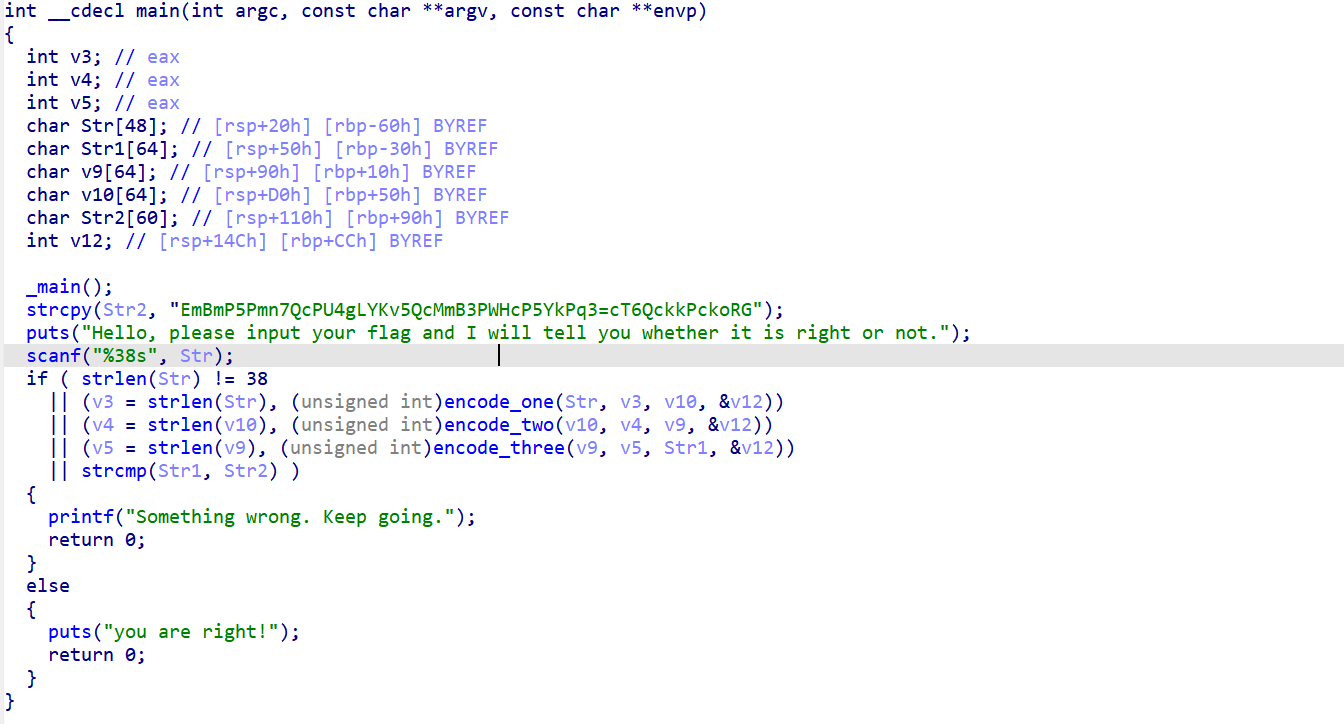 int __cdecl main(int argc, const char **argv, const char **envp)
{
  int v3; // eax
  int v4; // eax
  int v5; // eax
  char Str[48]; // [rsp+20h] [rbp-60h] BYREF
  char Str1[64]; // [rsp+50h] [rbp-30h] BYREF
  char v9[64]; // [rsp+90h] [rbp+10h] BYREF
  char v10[64]; // [rsp+D0h] [rbp+50h] BYREF
  char Str2[60]; // [rsp+110h] [rbp+90h] BYREF
  int v12; // [rsp+14Ch] [rbp+CCh] BYREF

  _main();
  strcpy(Str2, "EmBmP5Pmn7QcPU4gLYKv5QcMmB3PWHcP5YkPq3=cT6QckkPckoRG");
  puts("Hello, please input your flag and I will tell you whether it is right or not.");
  scanf("%38s", Str);
  if ( strlen(Str) != 38
    || (v3 = strlen(Str), (unsigned int)encode_one(Str, v3, v10, &v12))
    || (v4 = strlen(v10), (unsigned int)encode_two(v10, v4, v9, &v12))
    || (v5 = strlen(v9), (unsigned int)encode_three(v9, v5, Str1, &v12))
    || strcmp(Str1, Str2) )
  {
    printf("Something wrong. Keep going.");
    return 0;
  }
  else
  {
    puts("you are right!");
    return 0;
  }
}